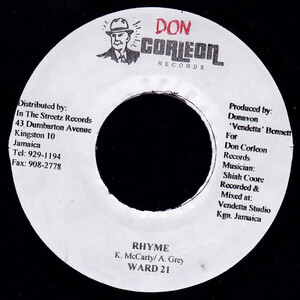 DON
CORLEON
RECORDS
Distributed by:
In The Streetz Records
43 Dumbarton Avenue
Kingston 10
Jamaica
Tel: 929-1194
Fax: 908-2778
Produced by:
Donavon
'Vendetta' Bennett
For
Don Corleon
Records
Musician:
Shiah Coore
Recorded &
Mixed at:
Vendetta Studio
Kgn. Jamaica
RHYME
K. McCarty/ A. Grey
WARD 21